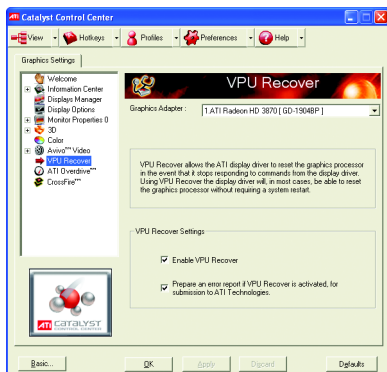 ATI Catalyst Control Center
View Hotkeys Profiles Preferences Help
Graphics Settings
Welcome
Information Center
Displays Manager
Display Options
Monitor Properties 0
3D
Color
Avivo™ Video
VPU Recover
ATI Overdrive™
CrossFire™
VPU Recover
Graphics Adapter :
1.ATI Radeon HD 3870 [ GD-1904BP ]
VPU Recover allows the ATI display driver to reset the graphics processor
in the event that it stops responding to commands from the display driver.
Using VPU Recover the display driver will, in most cases, be able to reset
the graphics processor without requiring a system restart.
VPU Recover Settings
Enable VPU Recover
Prepare an error report if VPU Recover is activated, for
submission to ATI Technologies.
ATI CATALYST
CONTROL CENTER
Basic...
OK
Apply
Discard
Defaults